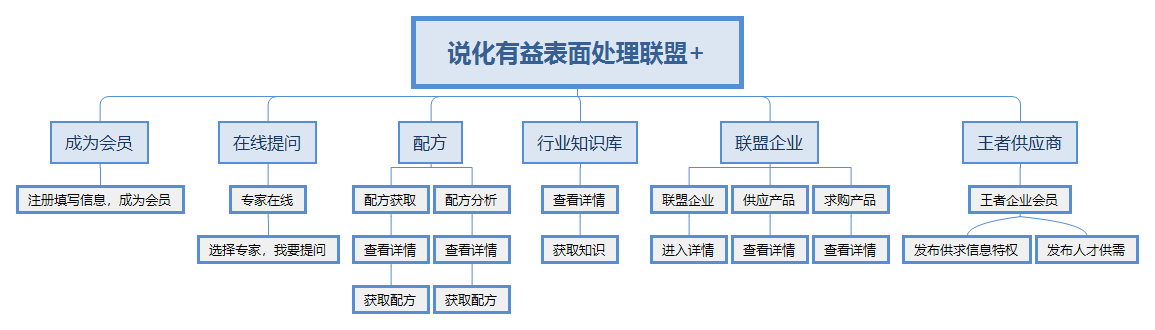 说化有益表面处理联盟+
成为会员
在线提问
配方
行业知识库
联盟企业
王者供应商
注册填写信息，成为会员
专家在线
配方获取
配方分析
查看详情
联盟企业
供应产品
求购产品
王者企业会员
选择专家，我要提问
查看详情
查看详情
获取知识
进入详情
查看详情
查看详情
发布供求信息特权
发布人才供需
获取配方
获取配方